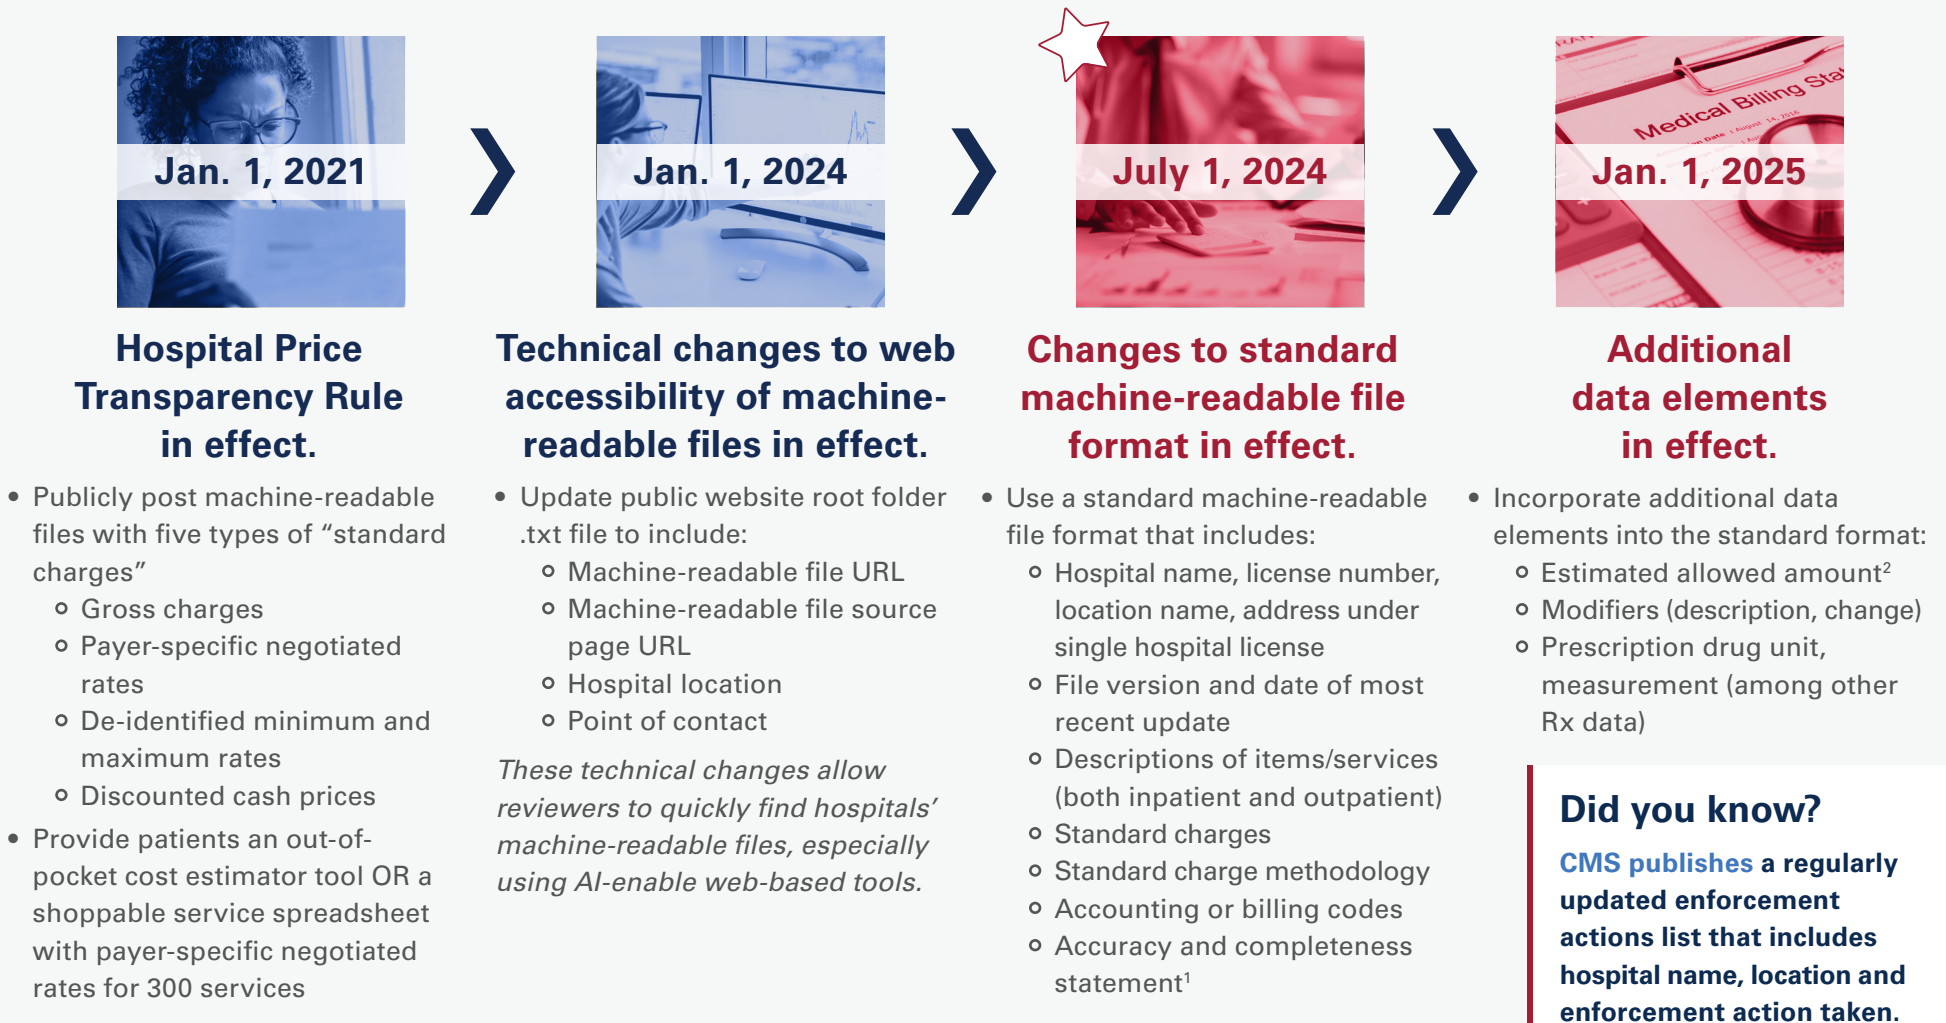 Jan. 1, 2021
Hospital Price
Transparency Rule
in effect.
• Publicly post machine-readable
files with five types of “standard
charges”
Gross charges
Payer-specific negotiated
rates
De-identified minimum and
maximum rates
Discounted cash prices
• Provide patients an out-of-
pocket cost estimator tool OR a
shoppable service spreadsheet
with payer-specific negotiated
rates for 300 services
Jan. 1, 2024
Technical changes to web
accessibility of machine-
readable files in effect.
• Update public website root folder
.txt file to include:
Machine-readable file URL
Machine-readable file source
page URL
Hospital location
Point of contact
These technical changes allow
reviewers to quickly find hospitals’
machine-readable files, especially
using AI-enable web-based tools.
July 1, 2024
Changes to standard
machine-readable file
format in effect.
• Use a standard machine-readable
file format that includes:
Hospital name, license number,
location name, address under
single hospital license
File version and date of most
recent update
Descriptions of items/services
(both inpatient and outpatient)
Standard charges
Standard charge methodology
Accounting or billing codes
Accuracy and completeness
statement¹
Medical Billing Sta
Date : August 14, 2016
Jan. 1, 2025
Additional
data elements
in effect.
• Incorporate additional data
elements into the standard format:
Estimated allowed amount²
Modifiers (description, change)
Prescription drug unit,
measurement (among other
Rx data)
Did you know?
CMS publishes a regularly
updated enforcement
actions list that includes
hospital name, location and
enforcement action taken.